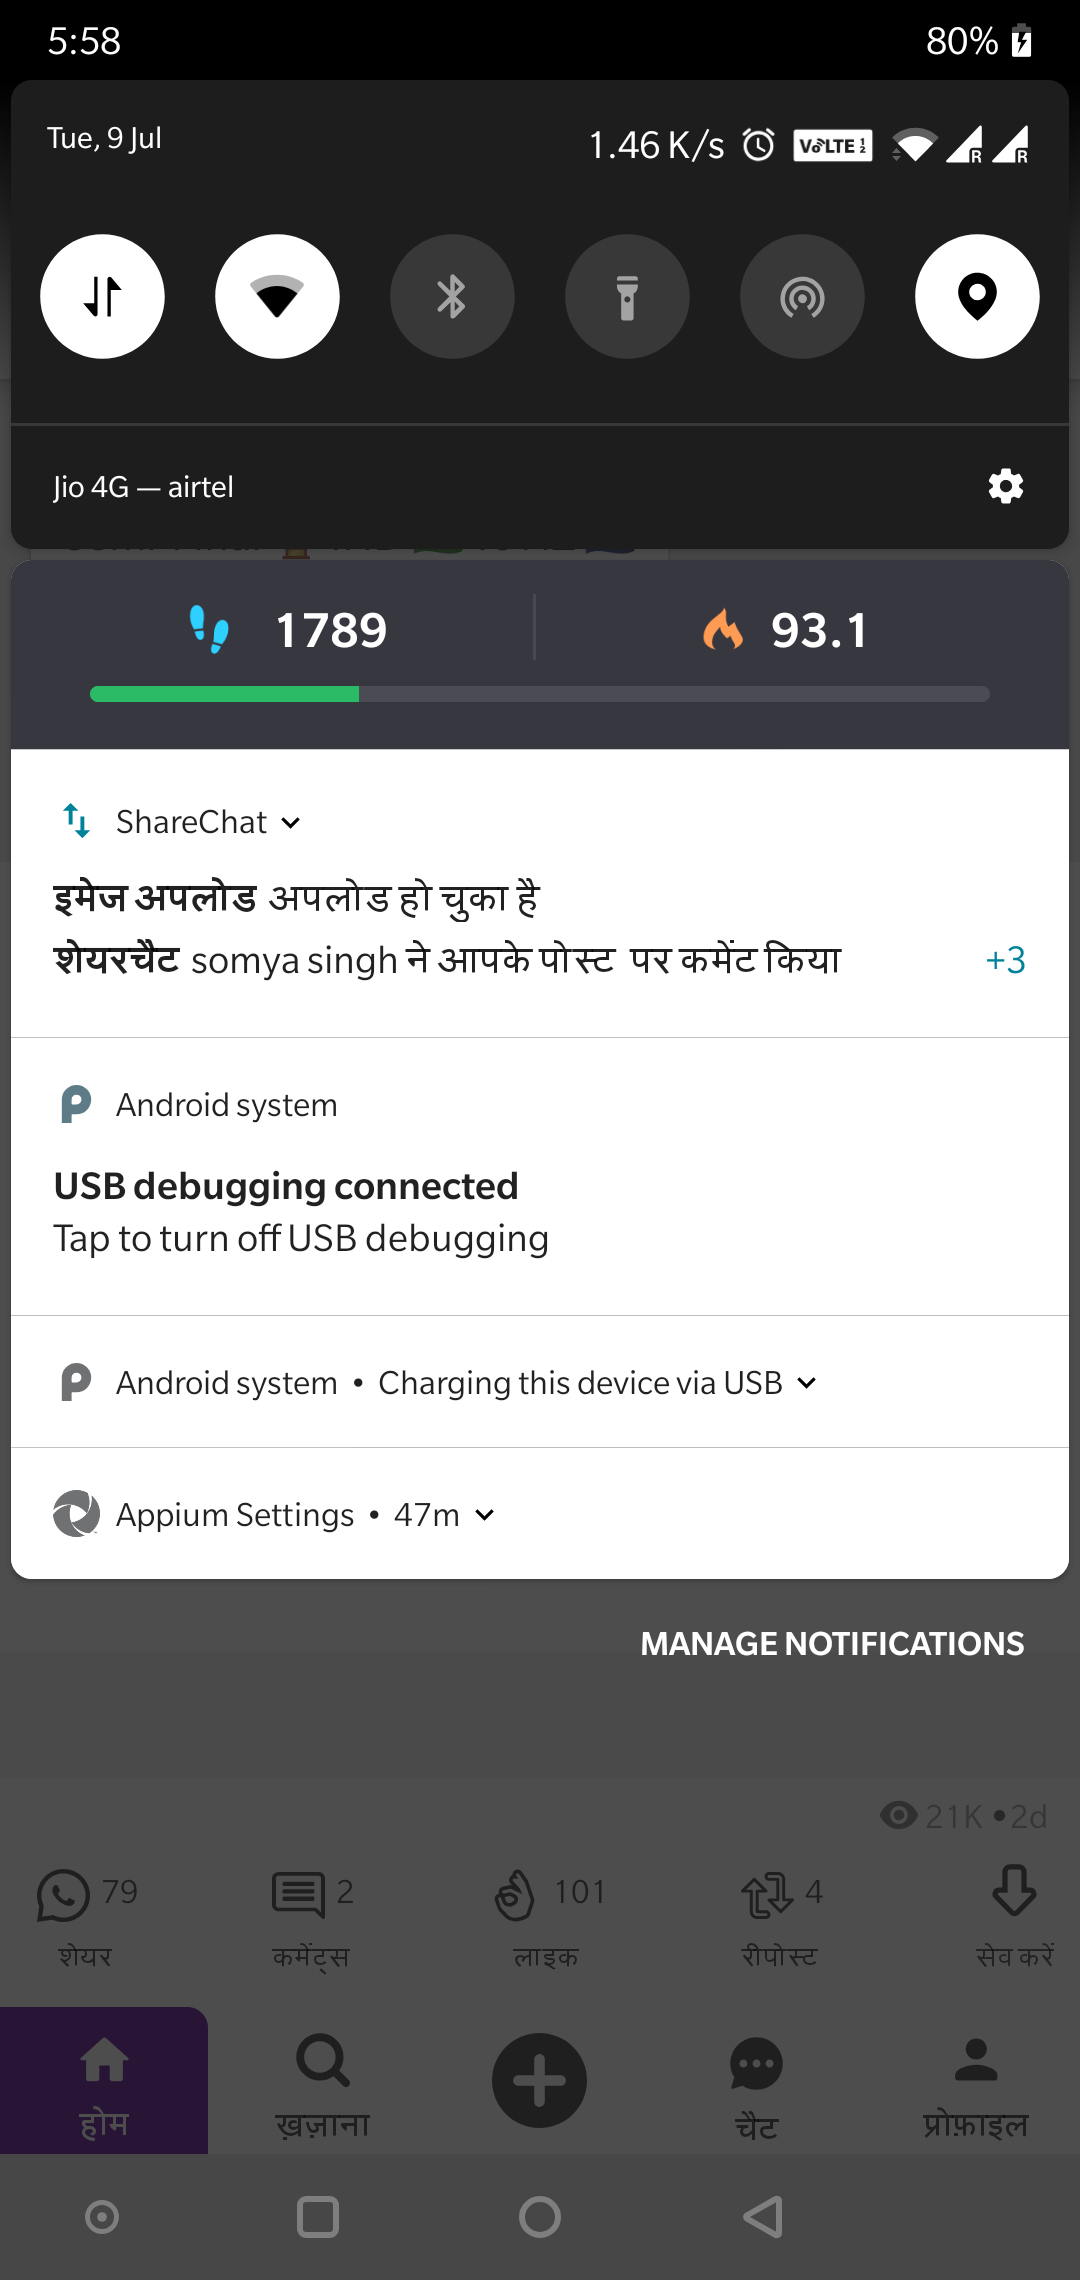 5:58
80%
Tue, 9 Jul
1.46 K/s
VoLTE 1 2
R R
Jio 4G — airtel
1789
93.1
ShareChat
इमेज अपलोड अपलोड हो चुका है
शेयरचैट somya singh ने आपके पोस्ट पर कमेंट किया +3
Android system
USB debugging connected
Tap to turn off USB debugging
Android system • Charging this device via USB
Appium Settings • 47m
MANAGE NOTIFICATIONS
21K • 2d
79
2
101
4
शेयर
कमेंट्स
लाइक
रीपोस्ट
सेव करें
होम
ख़ज़ाना
चैट
प्रोफ़ाइल